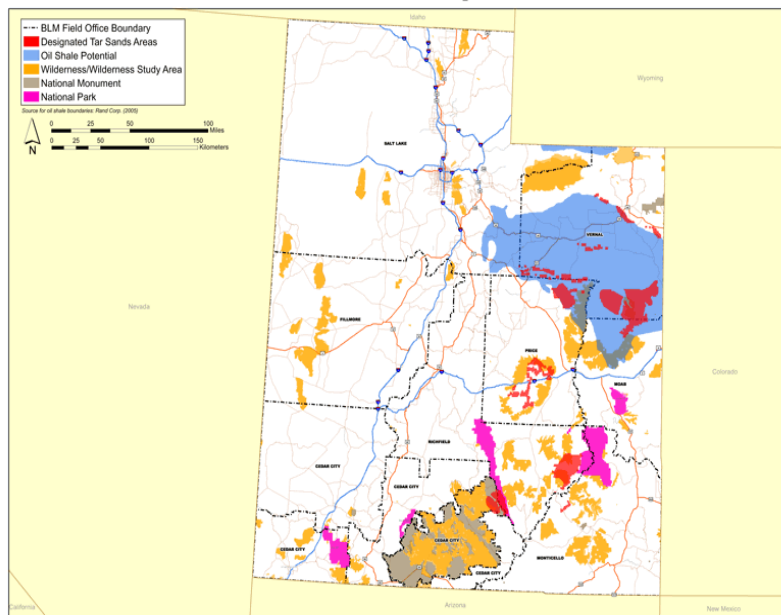 Idaho
BLM Field Office Boundary
Designated Tar Sands Areas
Oil Shale Potential
Wilderness/Wilderness Study Area
National Monument
National Park
Source for oil shale boundaries: Rand Corp. (2005)
0 25 50 100
Miles
0 25 50 100 150
Kilometers
N
Wyoming
SALT LAKE
VERNAL
Nevada
FILLMORE
PRICE
Colorado
MOAB
RICHFIELD
CEDAR CITY
CEDAR CITY
CEDAR CITY
CEDAR CITY
MONTICELLO
CEDAR CITY
California
Arizona
New Mexico